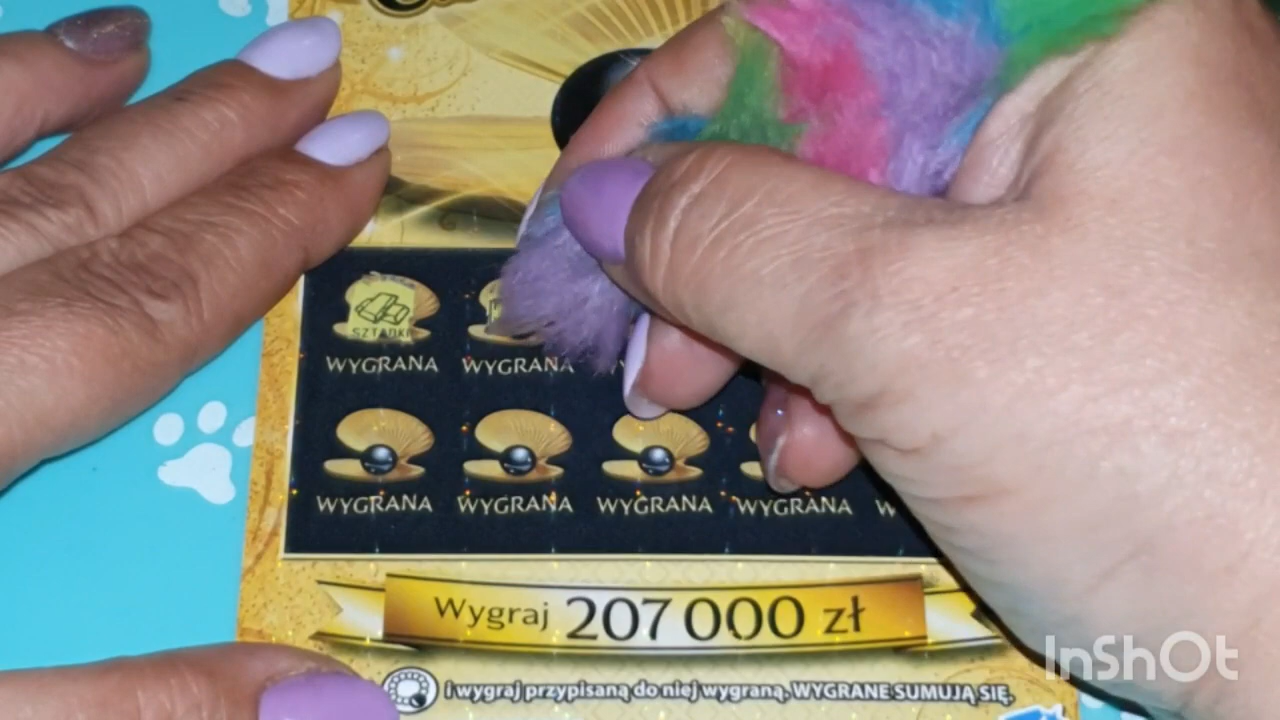 SZTABKI
WYGRANA WYGRANA
WYGRANA WYGRANA WYGRANA WYGRANA
Wygraj 207 000 zł
i wygraj przypisaną do niej wygraną. WYGRANE SUMUJĄ SIĘ.
InShOt